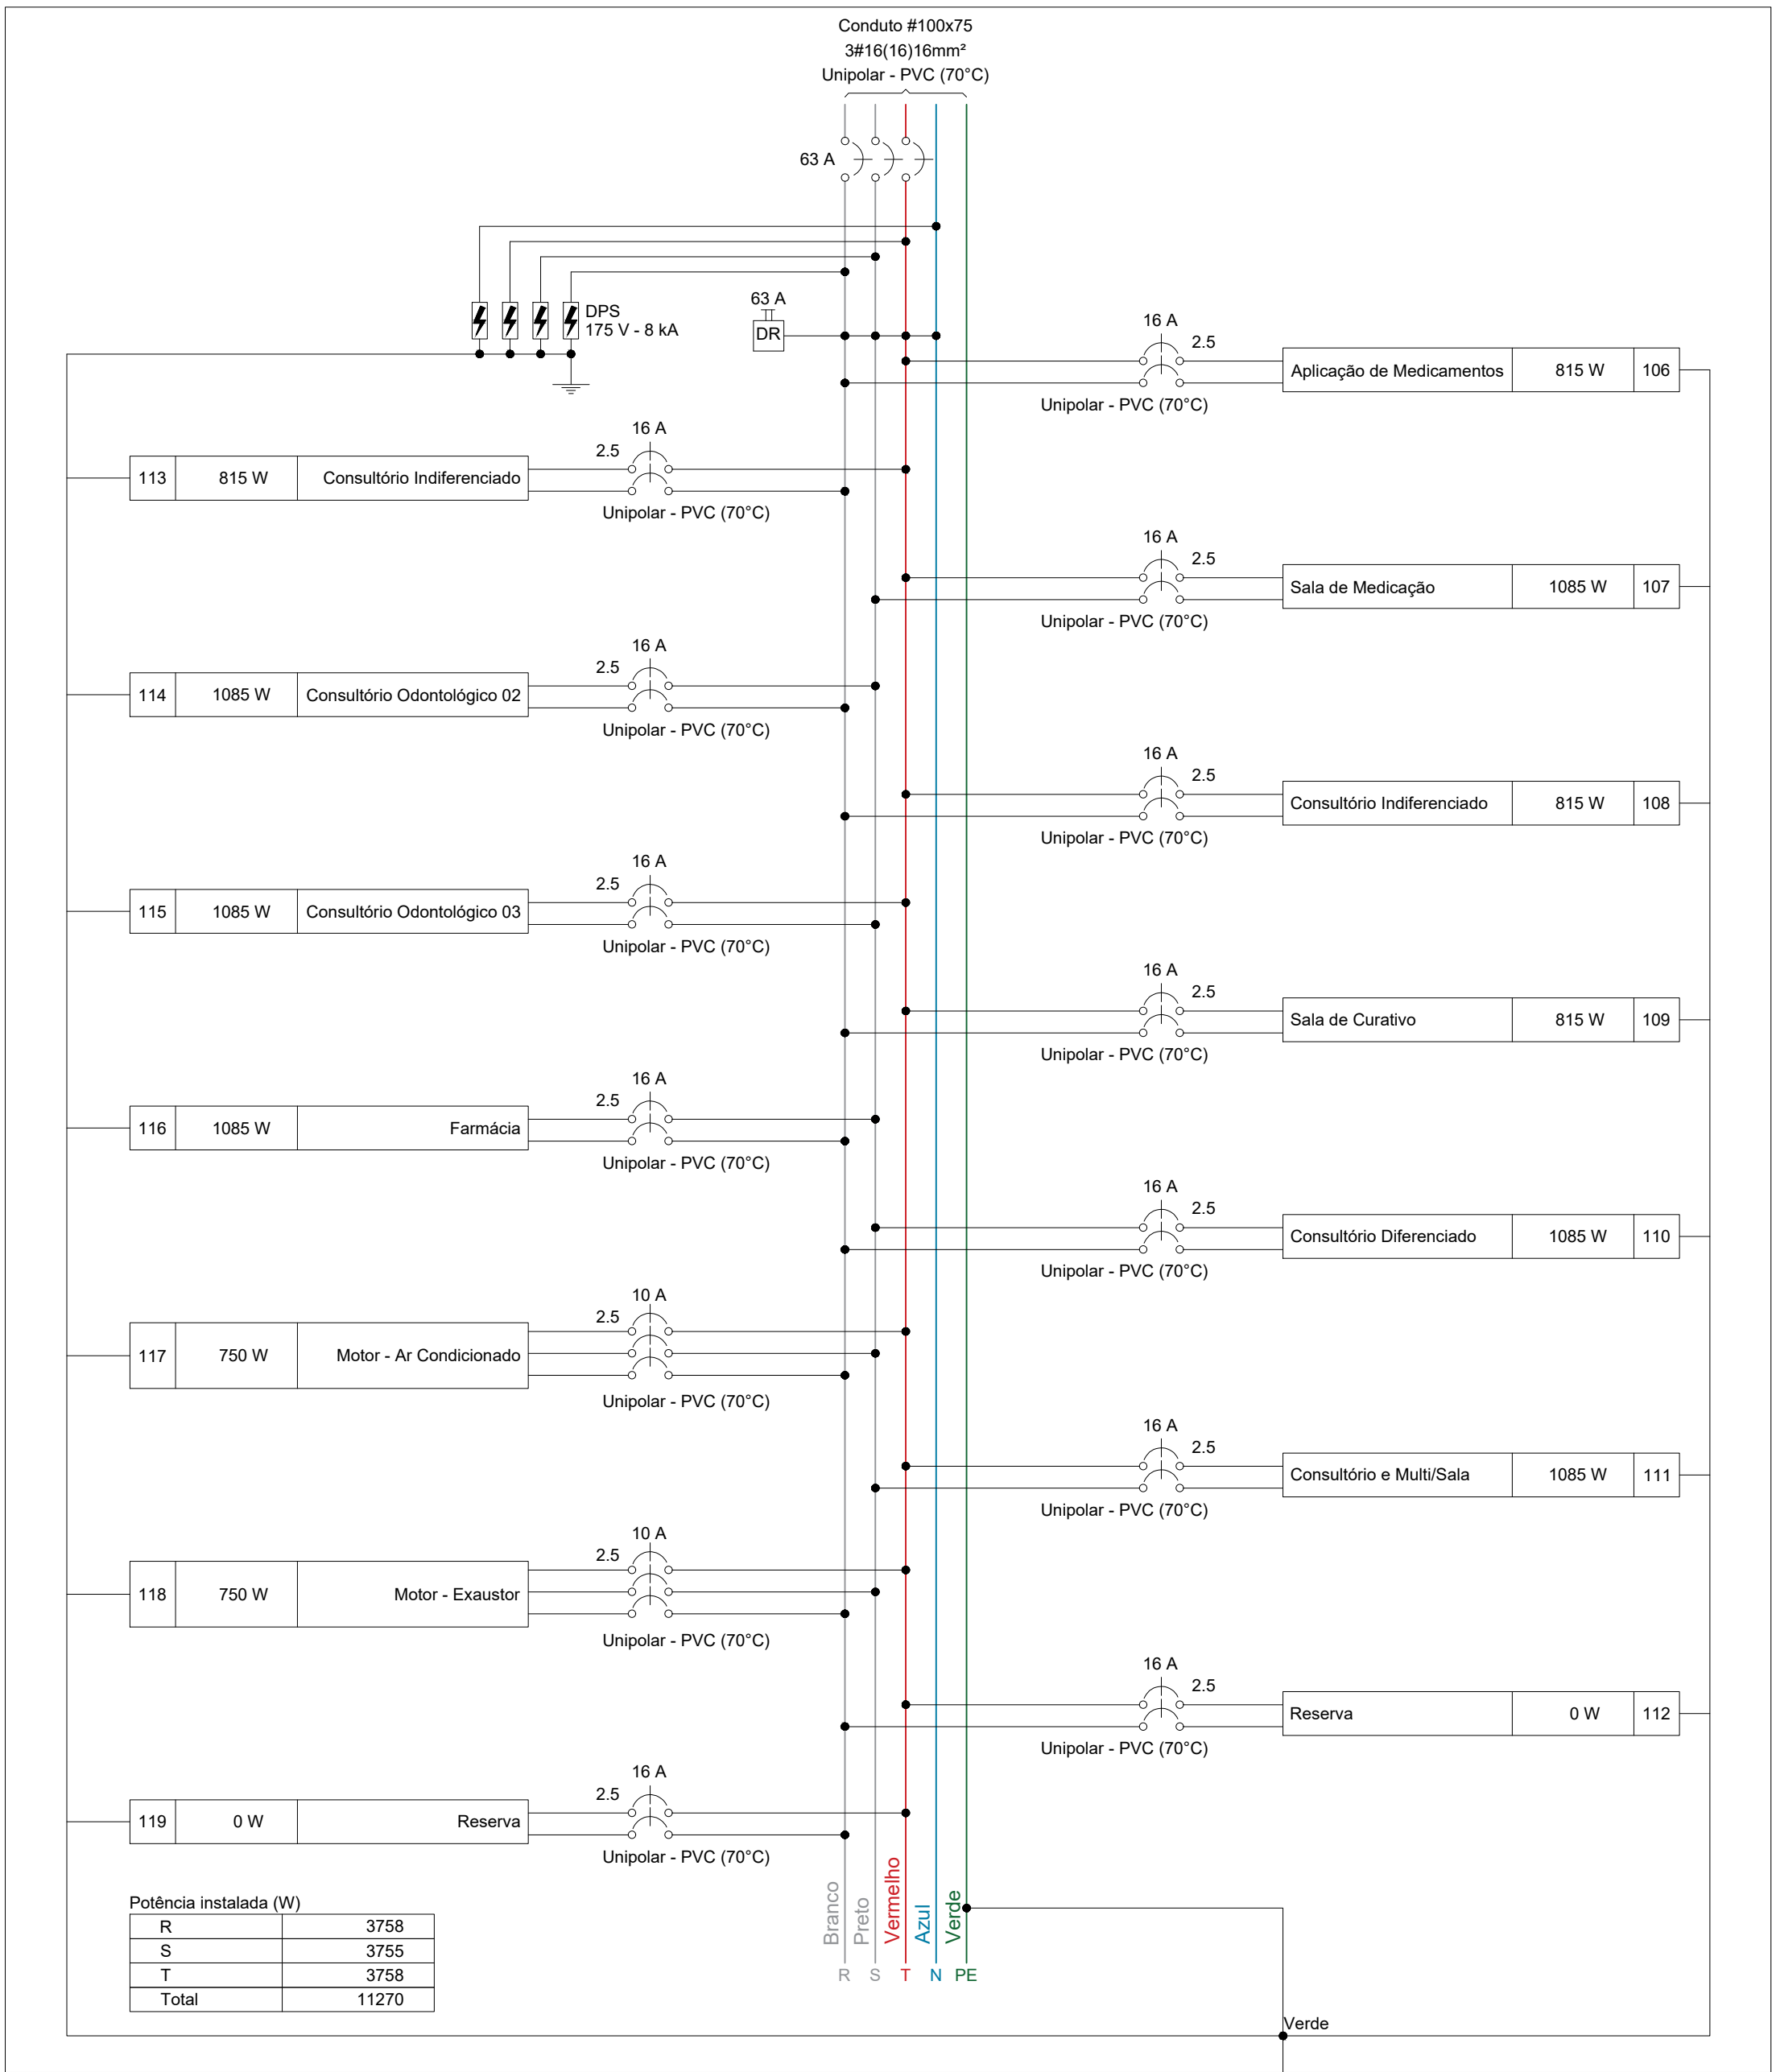 Conduto #100x75
3#16(16)16mm²
Unipolar - PVC (70°C)
63 A
DPS
175 V - 8 kA
63 A
DR
16 A
2.5
Aplicação de Medicamentos 815 W 106
Unipolar - PVC (70°C)
16 A
2.5
113 815 W Consultório Indiferenciado
Unipolar - PVC (70°C)
16 A
2.5
Sala de Medicação 1085 W 107
Unipolar - PVC (70°C)
16 A
2.5
114 1085 W Consultório Odontológico 02
Unipolar - PVC (70°C)
16 A
2.5
Consultório Indiferenciado 815 W 108
Unipolar - PVC (70°C)
16 A
2.5
115 1085 W Consultório Odontológico 03
Unipolar - PVC (70°C)
16 A
2.5
Sala de Curativo 815 W 109
Unipolar - PVC (70°C)
16 A
2.5
116 1085 W Farmácia
Unipolar - PVC (70°C)
16 A
2.5
Consultório Diferenciado 1085 W 110
Unipolar - PVC (70°C)
10 A
2.5
117 750 W Motor - Ar Condicionado
Unipolar - PVC (70°C)
16 A
2.5
Consultório e Multi/Sala 1085 W 111
Unipolar - PVC (70°C)
10 A
2.5
118 750 W Motor - Exaustor
Unipolar - PVC (70°C)
16 A
2.5
Reserva 0 W 112
Unipolar - PVC (70°C)
16 A
2.5
119 0 W Reserva
Unipolar - PVC (70°C)
Potência instalada (W)
R 3758
S 3755
T 3758
Total 11270
Branco
Preto
Vermelho
Azul
Verde
R S T N PE
Verde